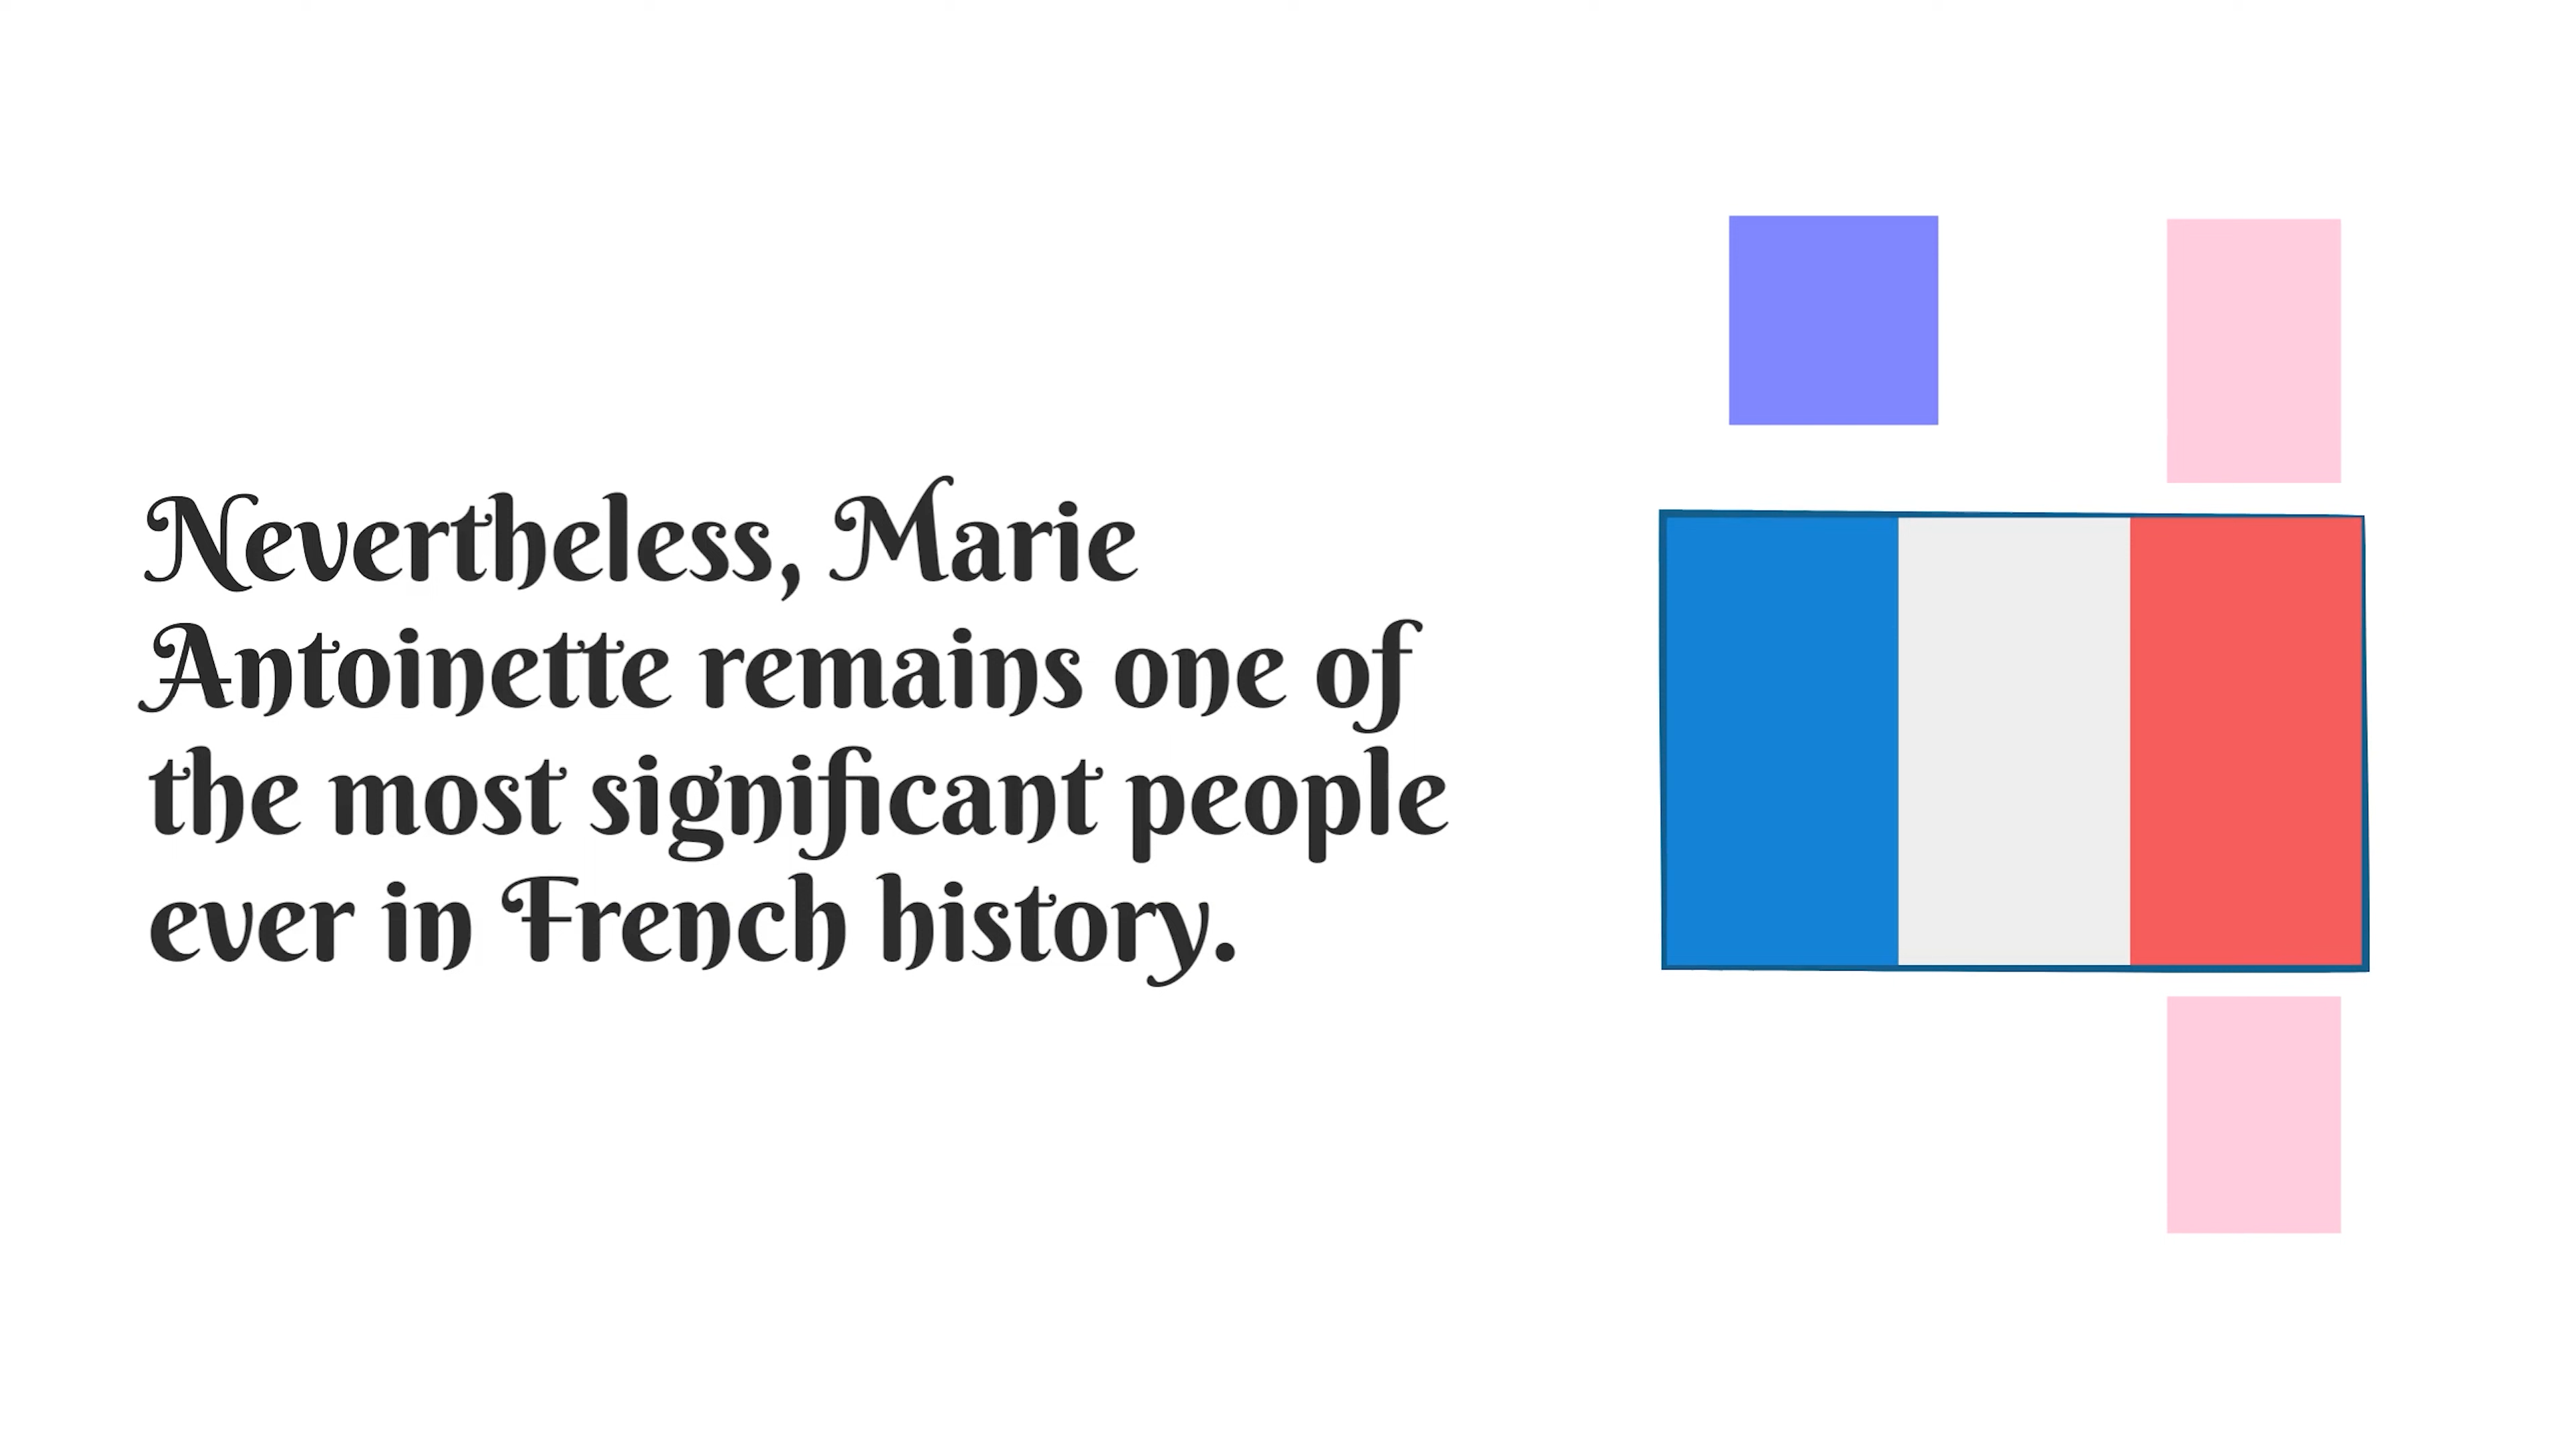 Nevertheless, Marie
Antoinette remains one of
the most significant people
ever in French history.